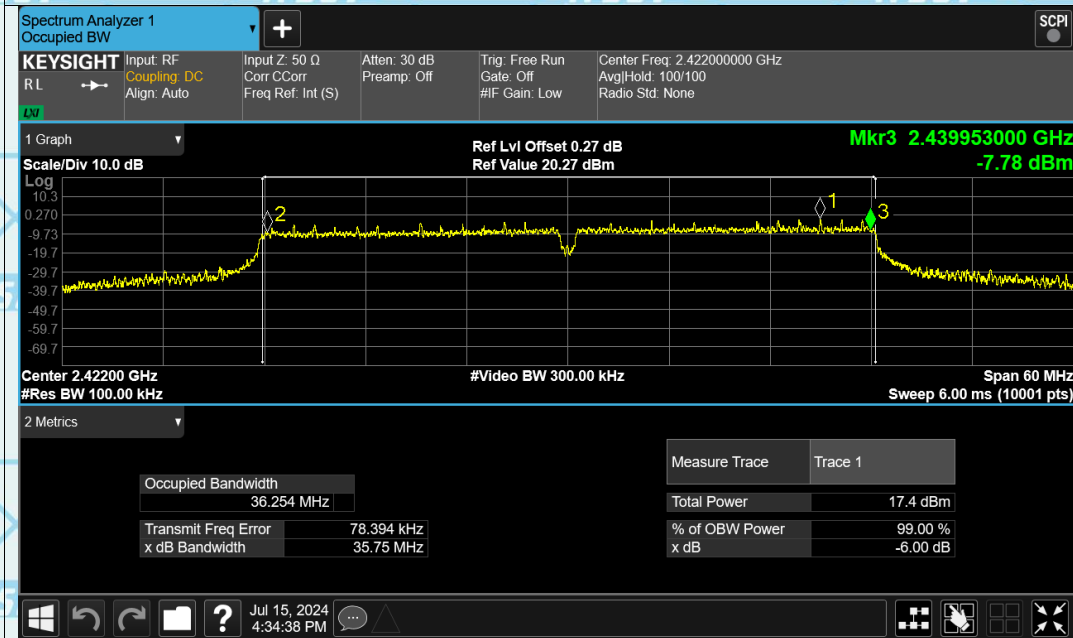 Spectrum Analyzer 1
Occupied BW
+
SCPI
KEYSIGHT
R L
LXI
Input: RF
Coupling: DC
Align: Auto
Input Z: 50 Ω
Corr CCorr
Freq Ref: Int (S)
Atten: 30 dB
Preamp: Off
Trig: Free Run
Gate: Off
#IF Gain: Low
Center Freq: 2.422000000 GHz
Avg|Hold: 100/100
Radio Std: None
1 Graph
Scale/Div 10.0 dB
Ref Lvl Offset 0.27 dB
Ref Value 20.27 dBm
Mkr3 2.439953000 GHz
-7.78 dBm
Log
10.3
0.270
-9.73
-19.7
-29.7
-39.7
-49.7
-59.7
-69.7
2
1
3
Center 2.42200 GHz
#Video BW 300.00 kHz
Span 60 MHz
#Res BW 100.00 kHz
Sweep 6.00 ms (10001 pts)
2 Metrics
Occupied Bandwidth
36.254 MHz
Transmit Freq Error 78.394 kHz
x dB Bandwidth 35.75 MHz
Measure Trace Trace 1
Total Power 17.4 dBm
% of OBW Power 99.00 %
x dB -6.00 dB
?
Jul 15, 2024
4:34:38 PM